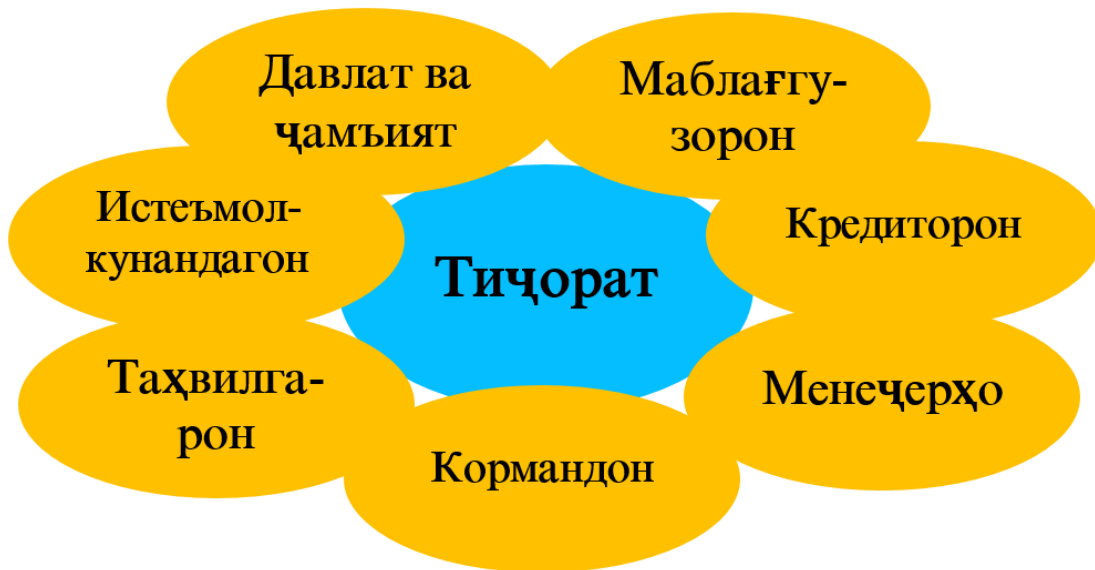 Давлат ва
ҷамъият
Маблағгу-
зорон
Истеъмол-
кунандагон
Кредиторон
Тиҷорат
Таҳвилга-
рон
Менеҷерҳо
Кормандон